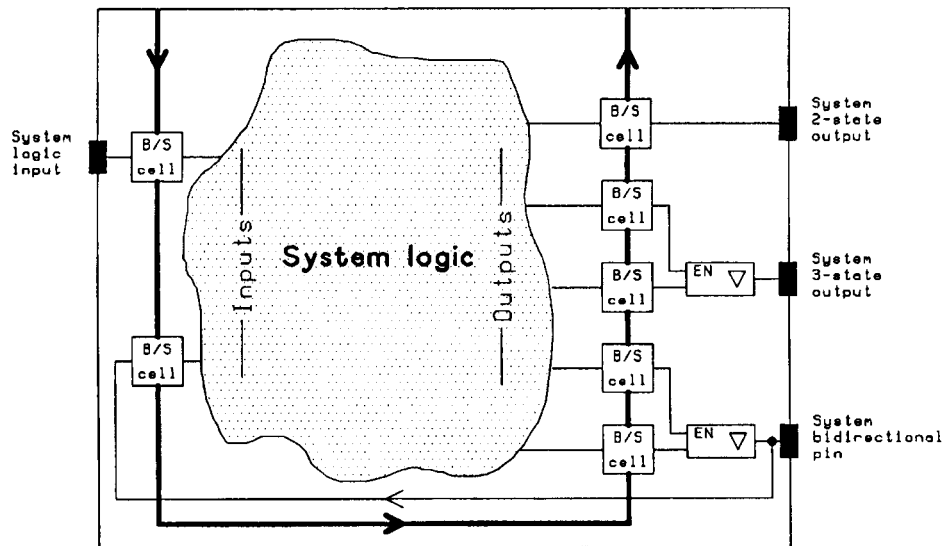 System
logic
input
B/S
cell
B/S
cell
Inputs
System logic
Outputs
B/S
cell
B/S
cell
B/S
cell
B/S
cell
B/S
cell
EN
EN
System
2-state
output
System
3-state
output
System
bidirectional
pin